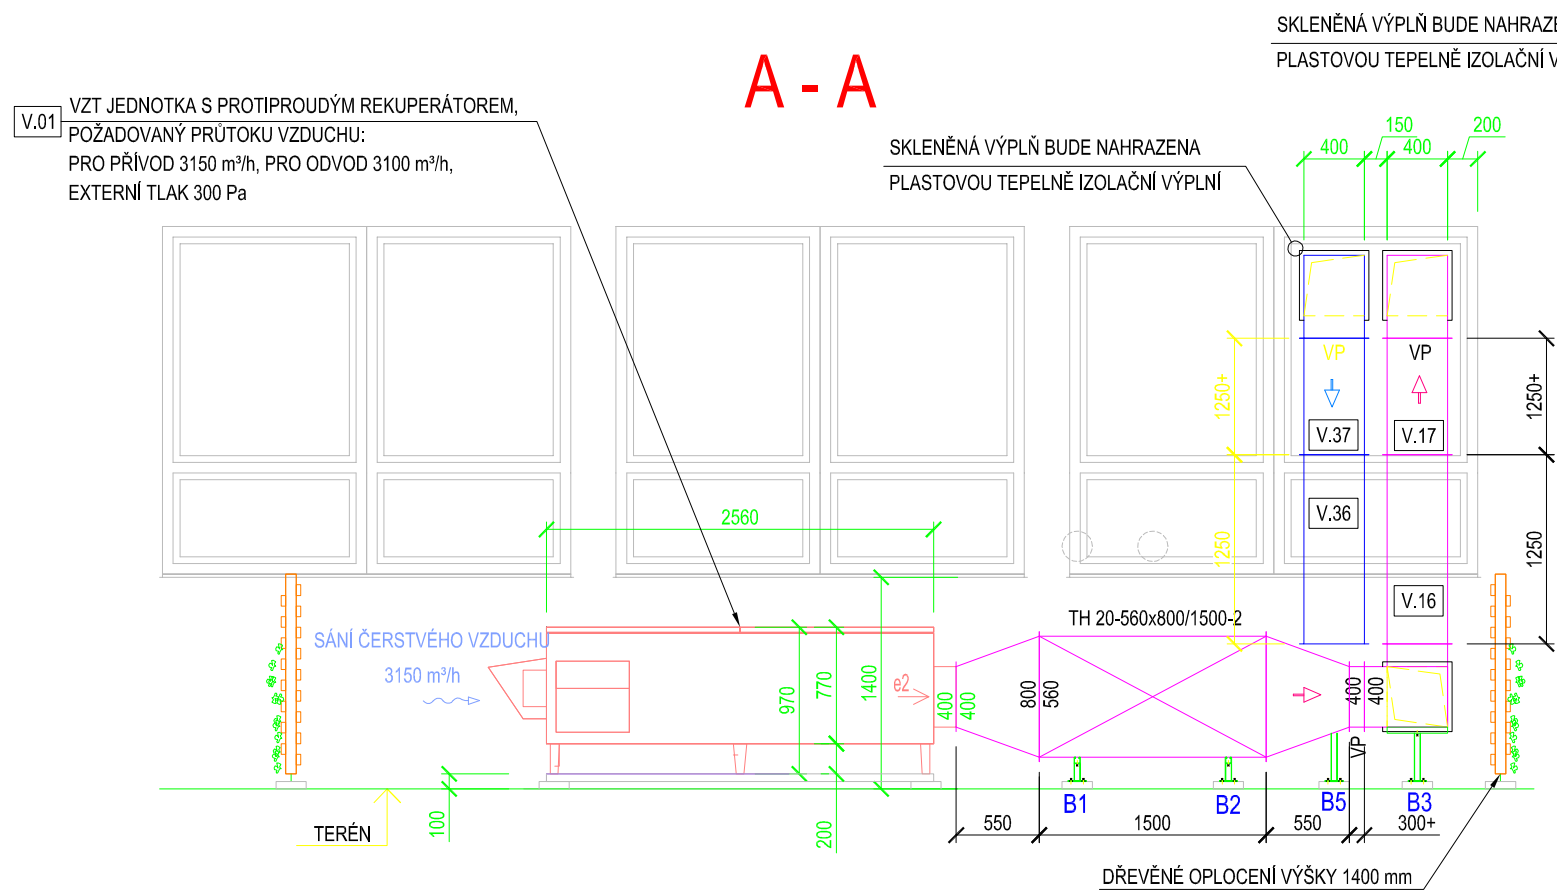 SKLENĚNÁ VÝPLŇ BUDE NAHRAZE
PLASTOVOU TEPELNĚ IZOLAČNÍ V
A - A
V.01
VZT JEDNOTKA S PROTIPROUDÝM REKUPERÁTOREM,
POŽADOVANÝ PRŮTOKU VZDUCHU:
PRO PŘÍVOD 3150 m³/h, PRO ODVOD 3100 m³/h,
EXTERNÍ TLAK 300 Pa
SKLENĚNÁ VÝPLŇ BUDE NAHRAZENA
PLASTOVOU TEPELNĚ IZOLAČNÍ VÝPLNÍ
150
200
400
400
VP
VP
1250+
1250+
V.37
V.17
V.36
1250
1250
V.16
2560
TH 20-560x800/1500-2
SÁNÍ ČERSTVÉHO VZDUCHU
3150 m³/h
970
770
1400
e2
400
400
800
560
400
400
VP
B1
B2
B5
B3
TERÉN
100
200
550
1500
550
300+
DŘEVĚNÉ OPLOCENÍ VÝŠKY 1400 mm